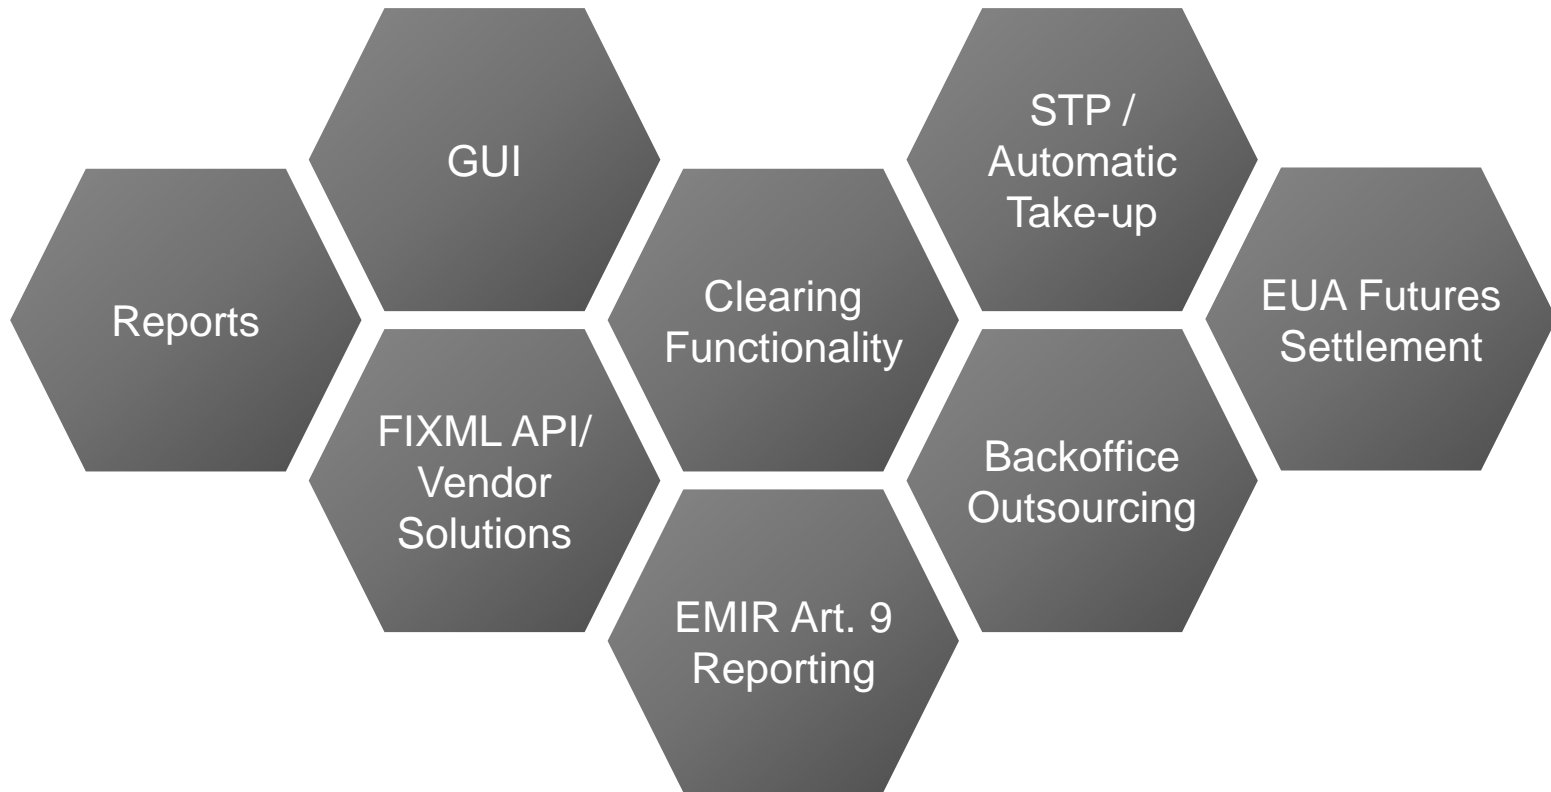 Reports
GUI
FIXML API/
Vendor
Solutions
Clearing
Functionality
EMIR Art. 9
Reporting
STP /
Automatic
Take-up
Backoffice
Outsourcing
EUA Futures
Settlement